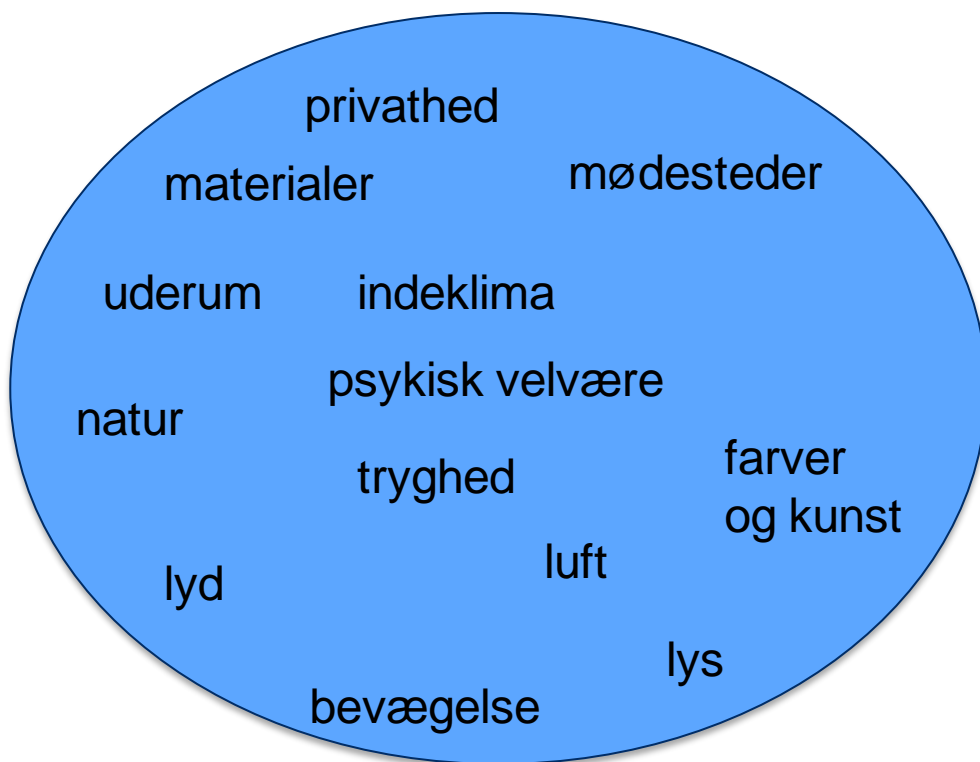 privathed
materialer
mødesteder
uderum
indeklima
psykisk velvære
natur
tryghed
farver
og kunst
luft
lyd
lys
bevægelse